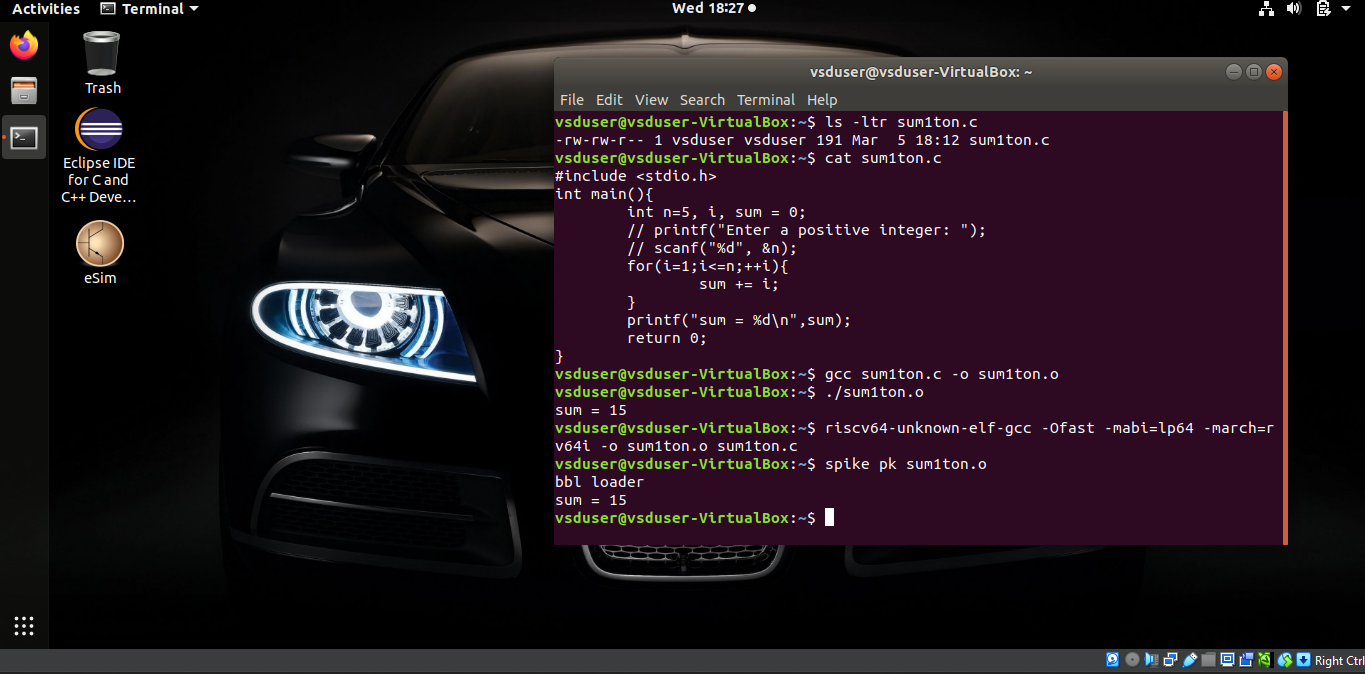 Activities
Terminal
Wed 18:27
Trash
Eclipse IDE
for C and
C++ Deve…
eSim
vsduser@vsduser-VirtualBox: ~
File Edit View Search Terminal Help
vsduser@vsduser-VirtualBox:~$ ls -ltr sum1ton.c
-rw-rw-r-- 1 vsduser vsduser 191 Mar  5 18:12 sum1ton.c
vsduser@vsduser-VirtualBox:~$ cat sum1ton.c
#include <stdio.h>
int main(){
        int n=5, i, sum = 0;
        // printf("Enter a positive integer: ");
        // scanf("%d", &n);
        for(i=1;i<=n;++i){
                sum += i;
        }
        printf("sum = %d\n",sum);
        return 0;
}
vsduser@vsduser-VirtualBox:~$ gcc sum1ton.c -o sum1ton.o
vsduser@vsduser-VirtualBox:~$ ./sum1ton.o
sum = 15
vsduser@vsduser-VirtualBox:~$ riscv64-unknown-elf-gcc -Ofast -mabi=lp64 -march=r
v64i -o sum1ton.o sum1ton.c
vsduser@vsduser-VirtualBox:~$ spike pk sum1ton.o
bbl loader
sum = 15
vsduser@vsduser-VirtualBox:~$
Right Ctrl